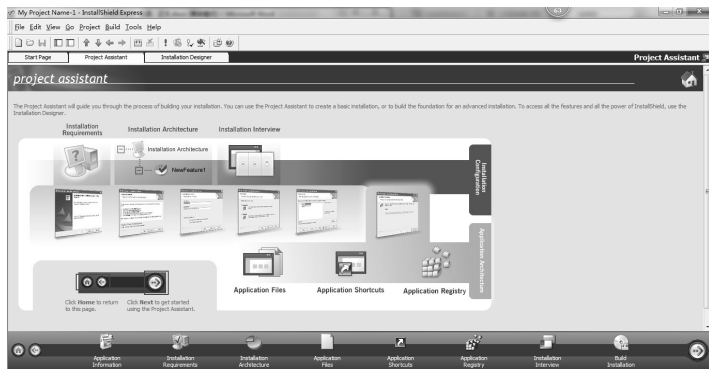 My Project Name-1 - InstallShield Express
File Edit View Go Project Build Tools Help
Start Page Project Assistant Installation Designer Project Assistant
project assistant
The Project Assistant will guide you through the process of building your installation. You can use the Project Assistant to create a basic installation, or to build the foundation for an advanced installation. To access all the features and all the power of InstallShield, use the
Installation Designer.
Installation
Requirements
Installation Architecture
Installation Interview
Installation Architecture
NewFeature1
Installation
Configuration
Application Architecture
Application Files
Application Shortcuts
Application Registry
Click Home to return
to this page.
Click Next to get started
using the Project Assistant.
Application
Information
Installation
Requirements
Installation
Architecture
Application
Files
Application
Shortcuts
Application
Registry
Installation
Interview
Build
Installation